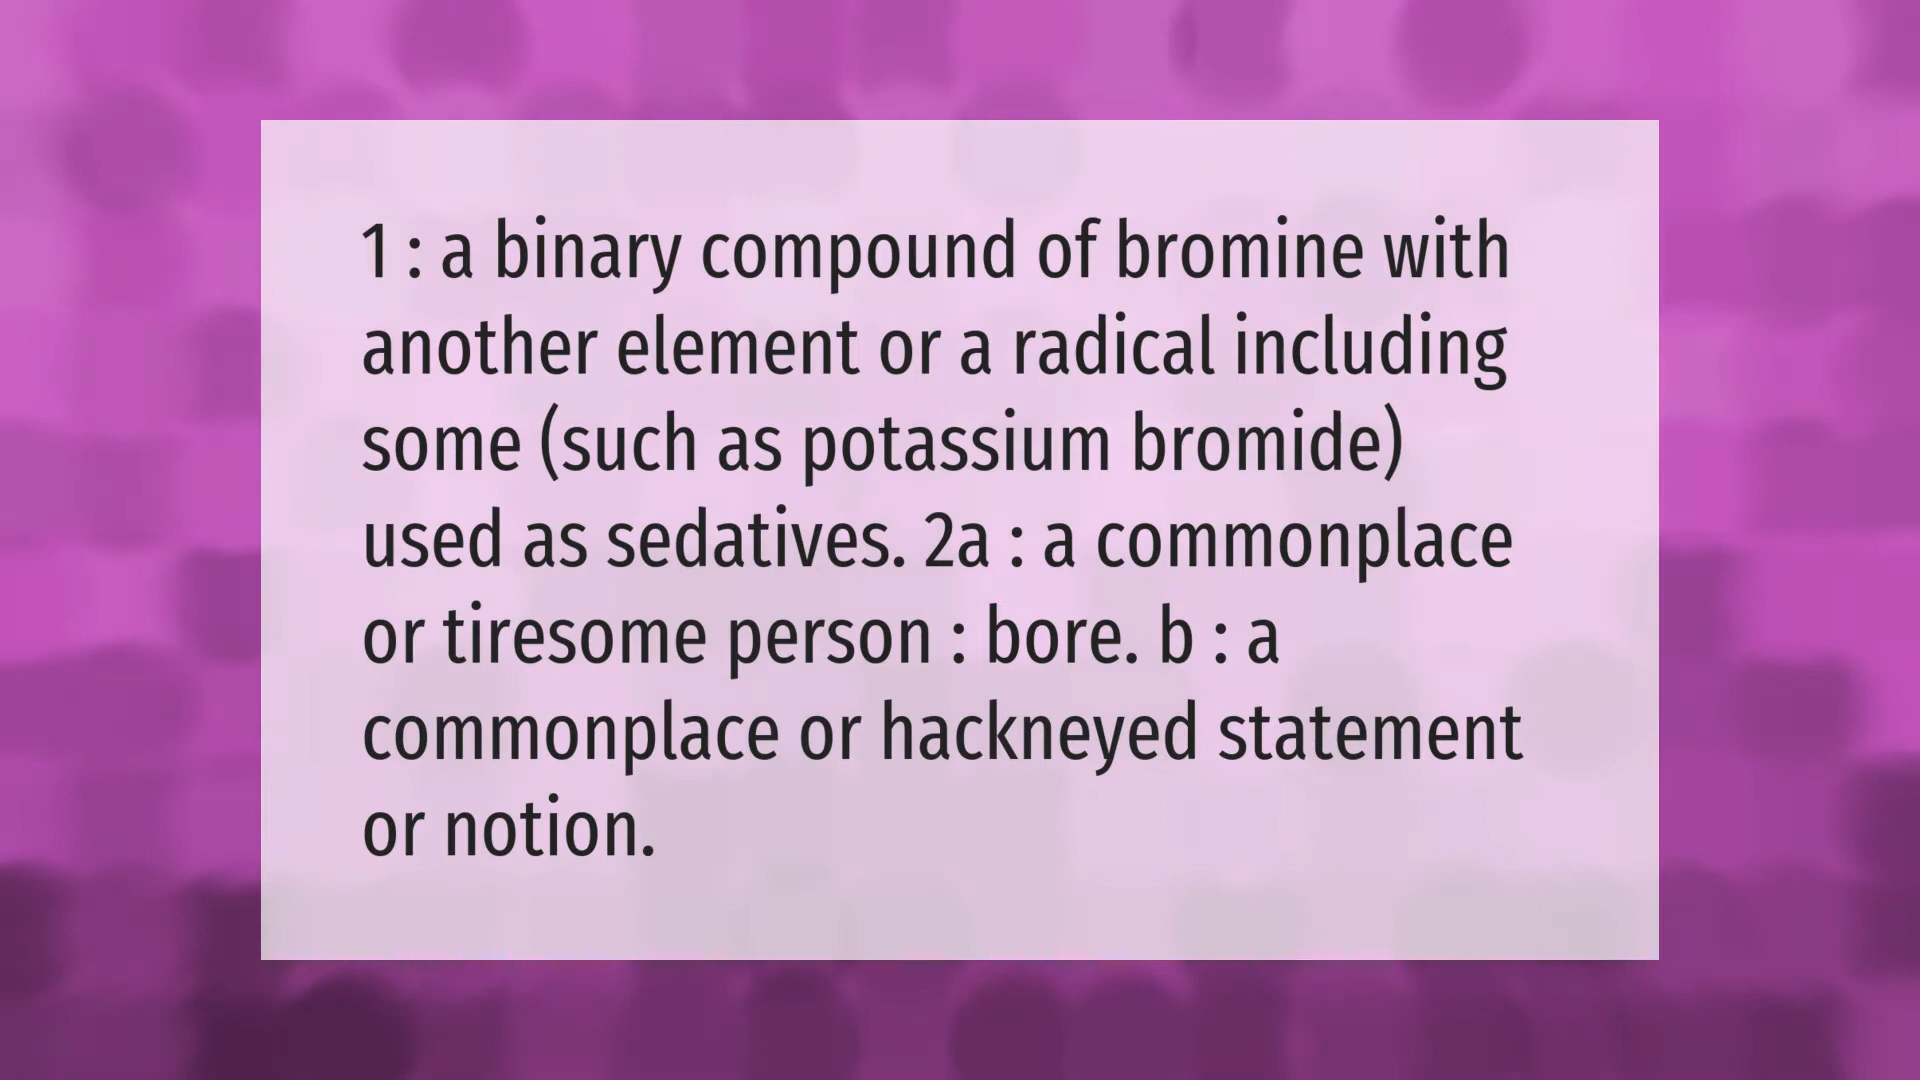 1 : a binary compound of bromine with
another element or a radical including
some (such as potassium bromide)
used as sedatives. 2a : a commonplace
or tiresome person : bore. b : a
commonplace or hackneyed statement
or notion.